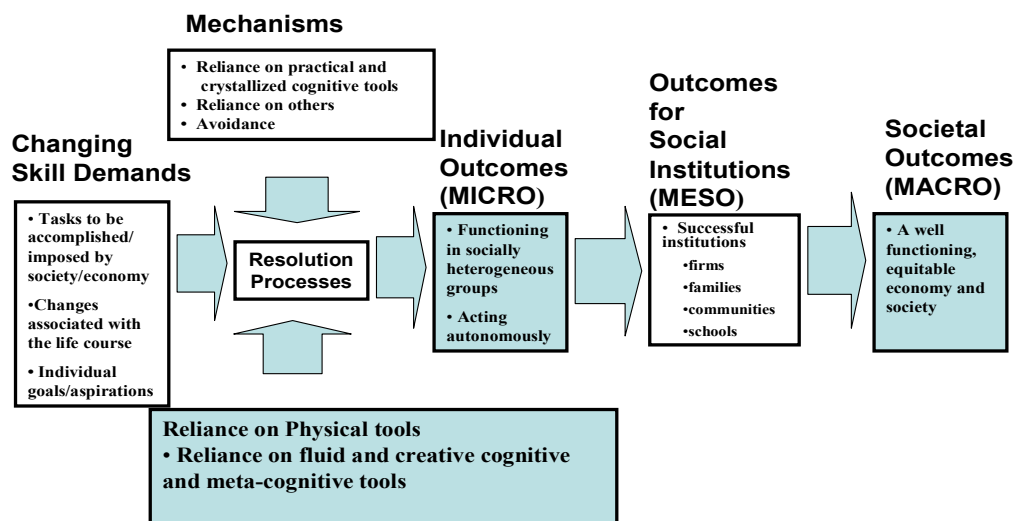 Mechanisms
• Reliance on practical and
crystallized cognitive tools
• Reliance on others
• Avoidance
Changing
Skill Demands
• Tasks to be
accomplished/
imposed by
society/economy
•Changes
associated with
the life course
• Individual
goals/aspirations
Resolution
Processes
Reliance on Physical tools
• Reliance on fluid and creative cognitive
and meta-cognitive tools
Individual
Outcomes
(MICRO)
• Functioning
in socially
heterogeneous
groups
• Acting
autonomously
Outcomes
for
Social
Institutions
(MESO)
• Successful
institutions
•firms
•families
•communities
•schools
Societal
Outcomes
(MACRO)
• A well
functioning,
equitable
economy and
society